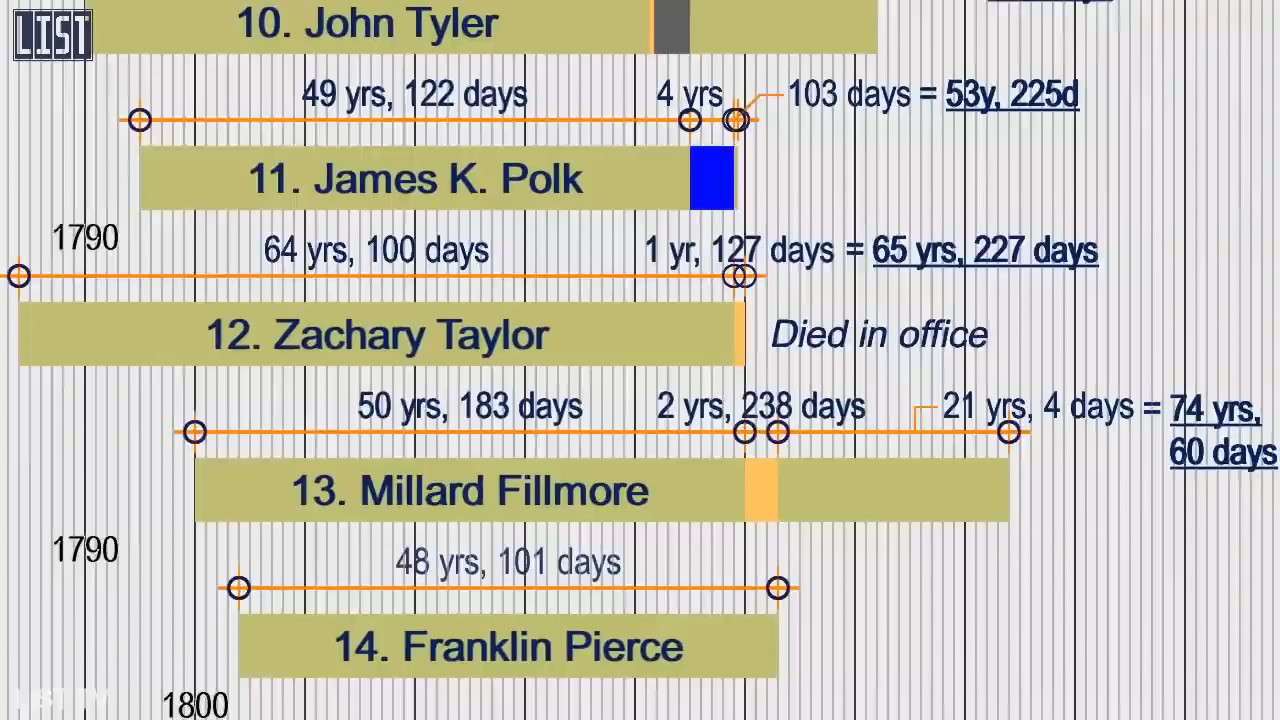 LIST
10. John Tyler
49 yrs, 122 days 4 yrs 103 days = 53y, 225d
11. James K. Polk
1790
64 yrs, 100 days 1 yr, 127 days = 65 yrs, 227 days
12. Zachary Taylor Died in office
50 yrs, 183 days 2 yrs, 238 days 21 yrs, 4 days = 74 yrs,
60 days
13. Millard Fillmore
1790
48 yrs, 101 days
14. Franklin Pierce
LIST TV
1800